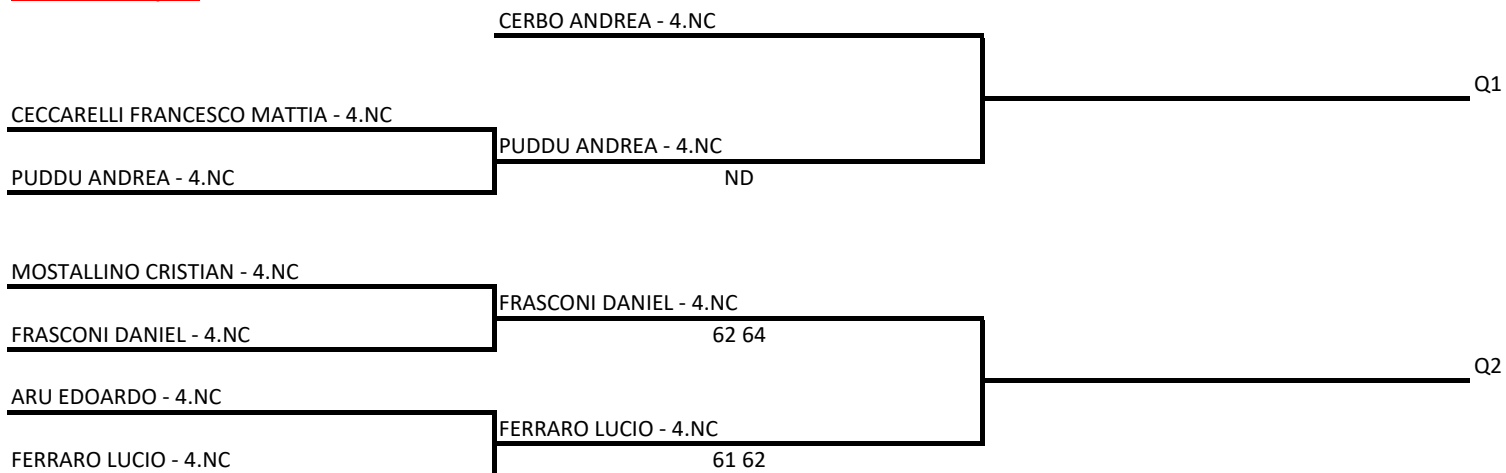 CERBO ANDREA - 4.NC
Q1
CECCARELLI FRANCESCO MATTIA - 4.NC
PUDDU ANDREA - 4.NC
PUDDU ANDREA - 4.NC
ND
MOSTALLINO CRISTIAN - 4.NC
FRASCONI DANIEL - 4.NC
FRASCONI DANIEL - 4.NC
62 64
Q2
ARU EDOARDO - 4.NC
FERRARO LUCIO - 4.NC
FERRARO LUCIO - 4.NC
61 62